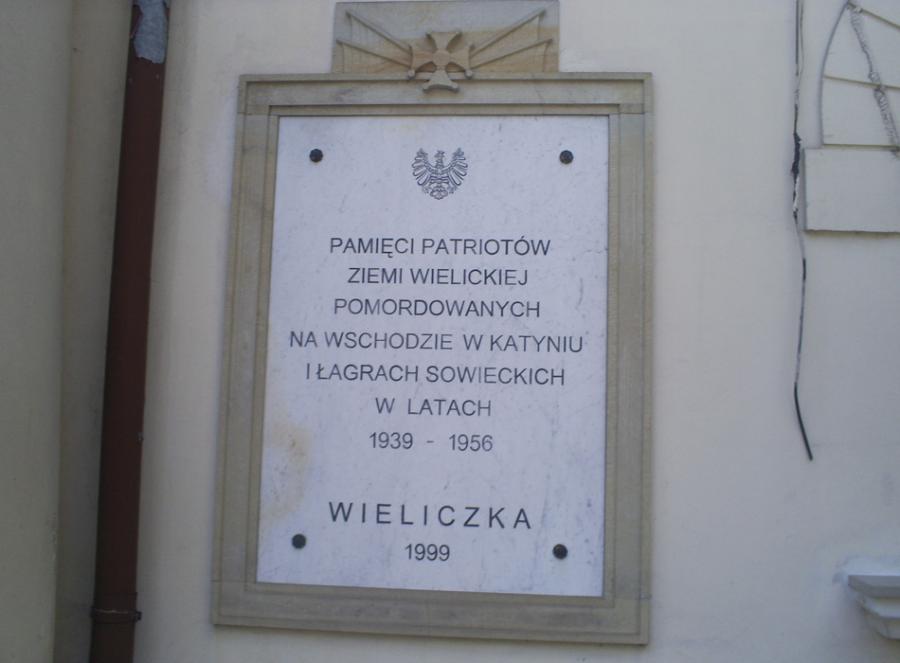 PAMIĘCI PATRIOTÓW
ZIEMI WIELICKIEJ
POMORDOWANYCH
NA WSCHODZIE W KATYNIU
I ŁAGRACH SOWIECKICH
W LATACH
1939 - 1956
WIELICZKA
1999